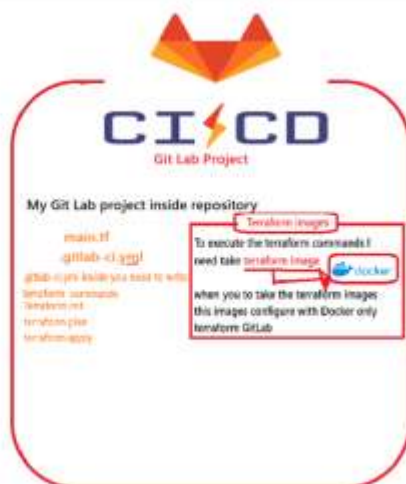 CI CD
Git Lab Project
My Git Lab project inside repository
main.tf
.gitlab-ci.yml
gitlab-ci.yml inside you need to write
terraform commands
Terraform init
terraform plan
terraform apply
Terraform images
To execute the terraform commands I
need take terraform image
docker
when you to take the terraform images
this images configure with Docker only
terraform GitLab